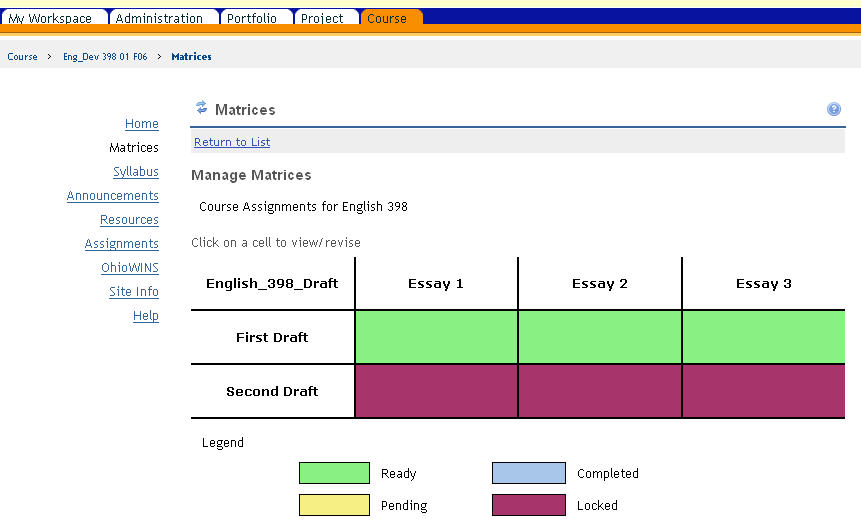 My Workspace Administration Portfolio Project Course
Course > Eng_Dev 398 01 F06 > Matrices
Matrices ?
Return to List
Home
Matrices
Syllabus
Announcements
Resources
Assignments
OhioWINS
Site Info
Help
Manage Matrices
Course Assignments for English 398
Click on a cell to view/revise
English_398_Draft Essay 1 Essay 2 Essay 3
First Draft
Second Draft
Legend
Ready Completed
Pending Locked